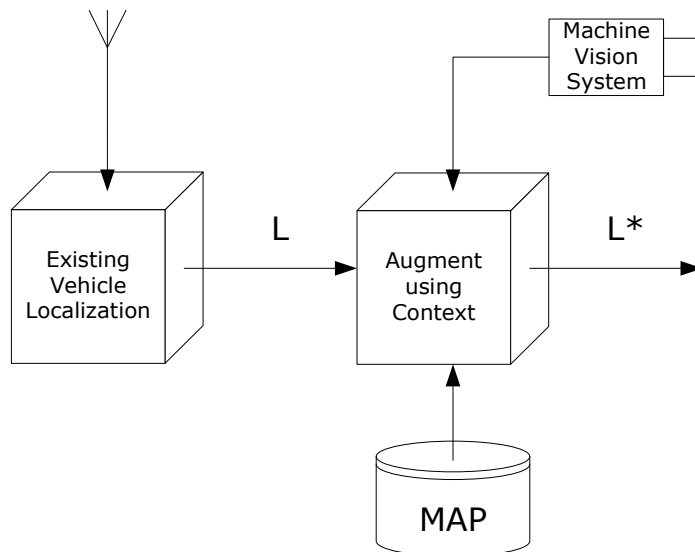 Machine
Vision
System
L
L*
Existing
Vehicle
Localization
Augment
using
Context
MAP